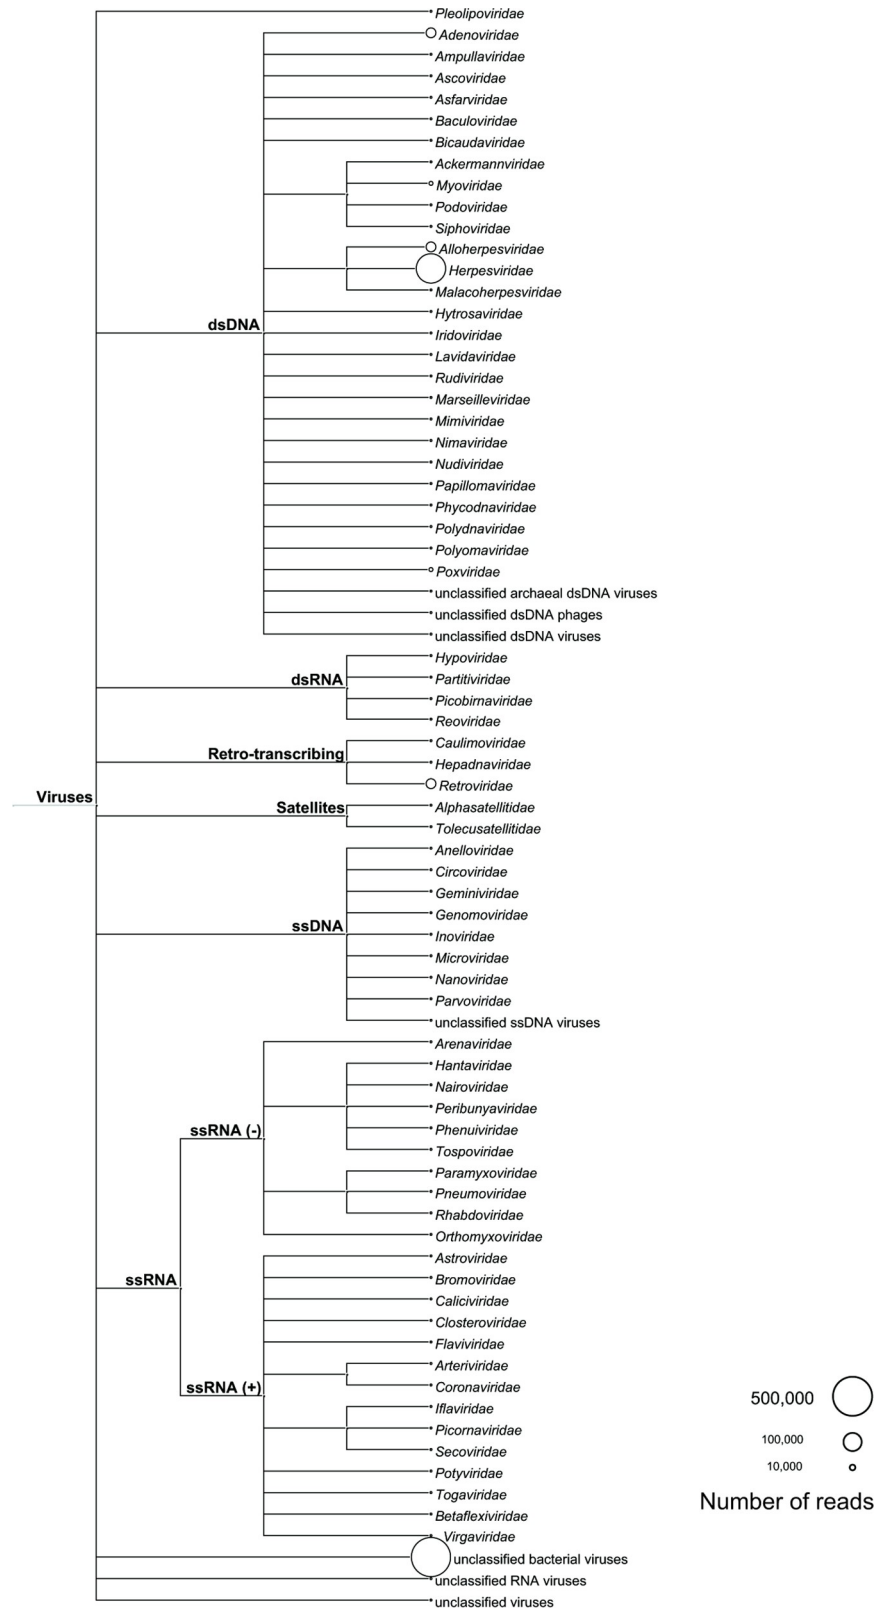 Pleolipoviridae
Adenoviridae
Ampullaviridae
Ascoviridae
Asfarviridae
Baculoviridae
Bicaudaviridae
Ackermannviridae
Myoviridae
Podoviridae
Siphoviridae
Alloherpesviridae
Herpesviridae
Malacoherpesviridae
Hytrosaviridae
dsDNA
Iridoviridae
Lavidaviridae
Rudiviridae
Marseilleviridae
Mimiviridae
Nimaviridae
Nudiviridae
Papillomaviridae
Phycodnaviridae
Polydnaviridae
Polyomaviridae
Poxviridae
unclassified archaeal dsDNA viruses
unclassified dsDNA phages
unclassified dsDNA viruses
Hypoviridae
dsRNA
Partitiviridae
Picobirnaviridae
Reoviridae
Caulimoviridae
Retro-transcribing
Hepadnaviridae
Retroviridae
Viruses
Satellites
Alphasatellitidae
Tolecusatellitidae
Anelloviridae
Circoviridae
Geminiviridae
Genomoviridae
ssDNA
Inoviridae
Microviridae
Nanoviridae
Parvoviridae
unclassified ssDNA viruses
Arenaviridae
Hantaviridae
Nairoviridae
Peribunyaviridae
ssRNA (-)
Phenuiviridae
Tospoviridae
Paramyxoviridae
Pneumoviridae
Rhabdoviridae
Orthomyxoviridae
Astroviridae
ssRNA
Bromoviridae
Caliciviridae
Closteroviridae
Flaviviridae
Arteriviridae
ssRNA (+)
Coronaviridae
Iflaviridae
Picornaviridae
Secoviridae
Potyviridae
Togaviridae
Betaflexiviridae
Virgaviridae
unclassified bacterial viruses
unclassified RNA viruses
unclassified viruses
500,000
100,000
10,000
Number of reads